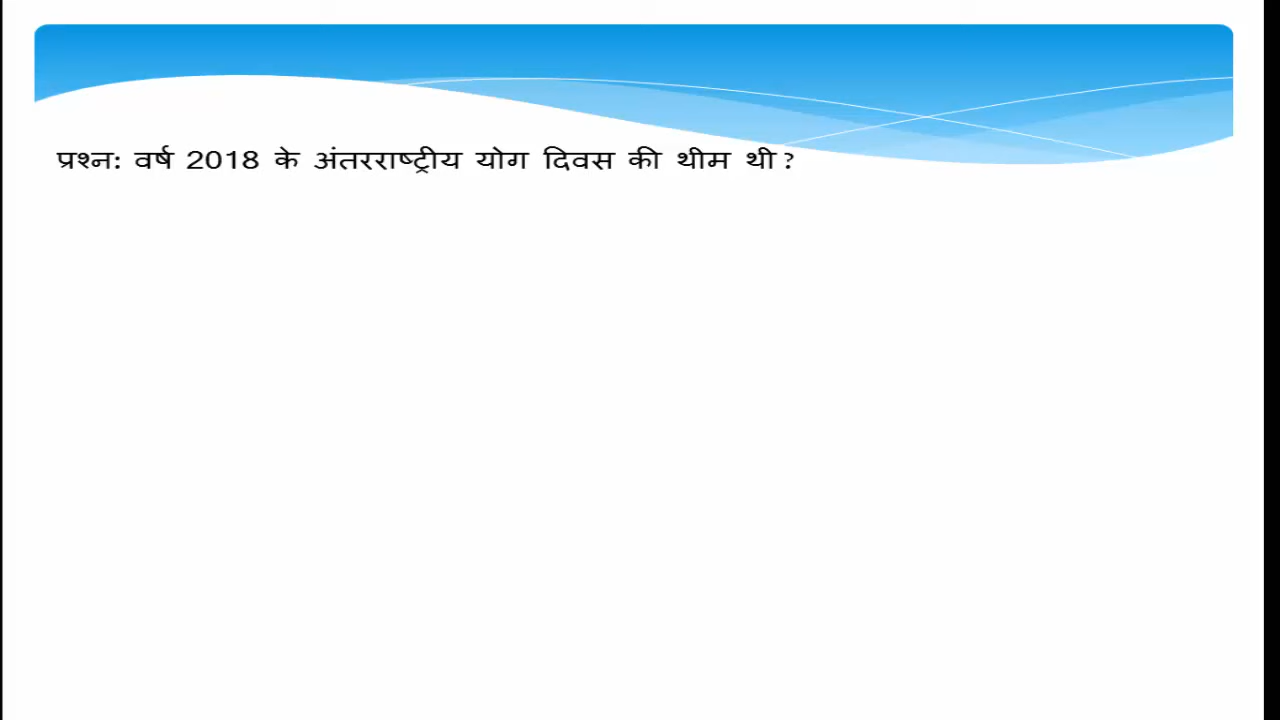 प्रश्न: वर्ष 2018 के अंतरराष्ट्रीय योग दिवस की थीम थी?